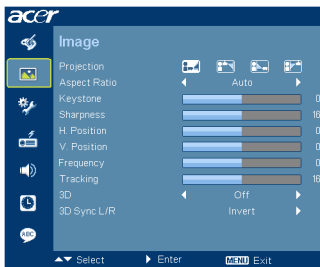 acer
Image
Projection
Aspect Ratio Auto
Keystone 0
Sharpness 16
H. Position 0
V. Position 0
Frequency 0
Tracking 16
3D Off
3D Sync L/R Invert
ABC
Select Enter MENU Exit